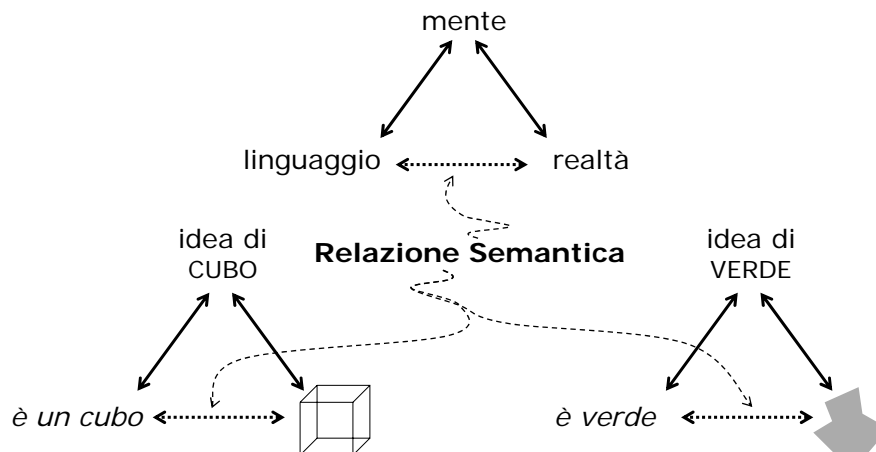 mente
linguaggio
realtà
idea di
CUBO
Relazione Semantica
idea di
VERDE
è un cubo
è verde